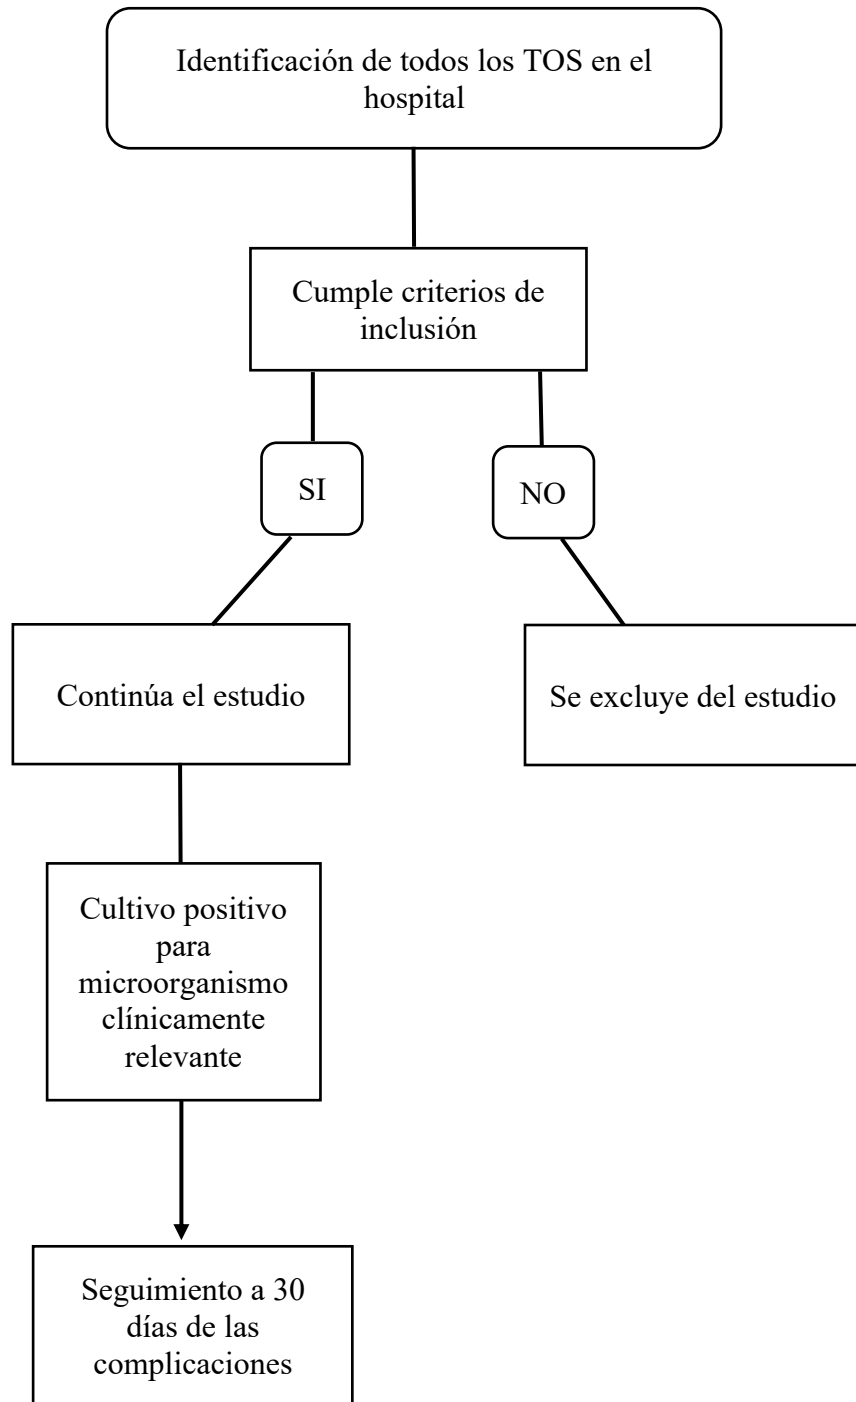 Identificación de todos los TOS en el
hospital
Cumple criterios de
inclusión
SI
NO
Continúa el estudio
Se excluye del estudio
Cultivo positivo
para
microorganismo
clínicamente
relevante
Seguimiento a 30
días de las
complicaciones